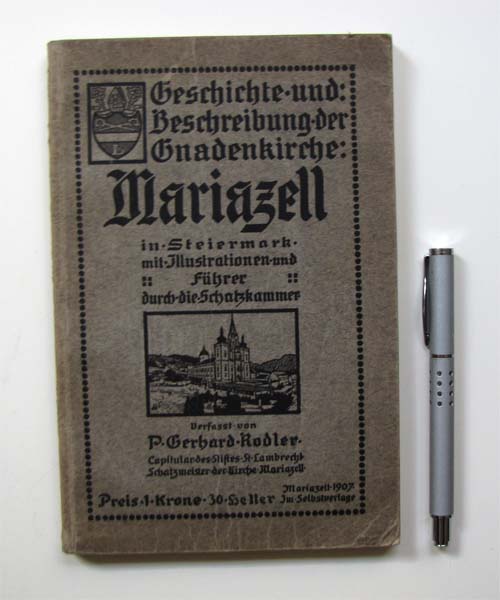 L
Geschichte·und:
Beschreibung·der
Gnadenkirche:
Mariazell
in·Steiermark·
mit·Illustrationen·und
:: Führer ::
durch·die·Schatzkammer
Verfasst von
P·Gerhard·Rodler·
Capitular·des·Stiftes·St·Lambrecht
Schatzmeister·der·Kirche·Mariazell·
Mariazell·1907·
Preis·1·Krone·30·Heller Im·Selbstverlage